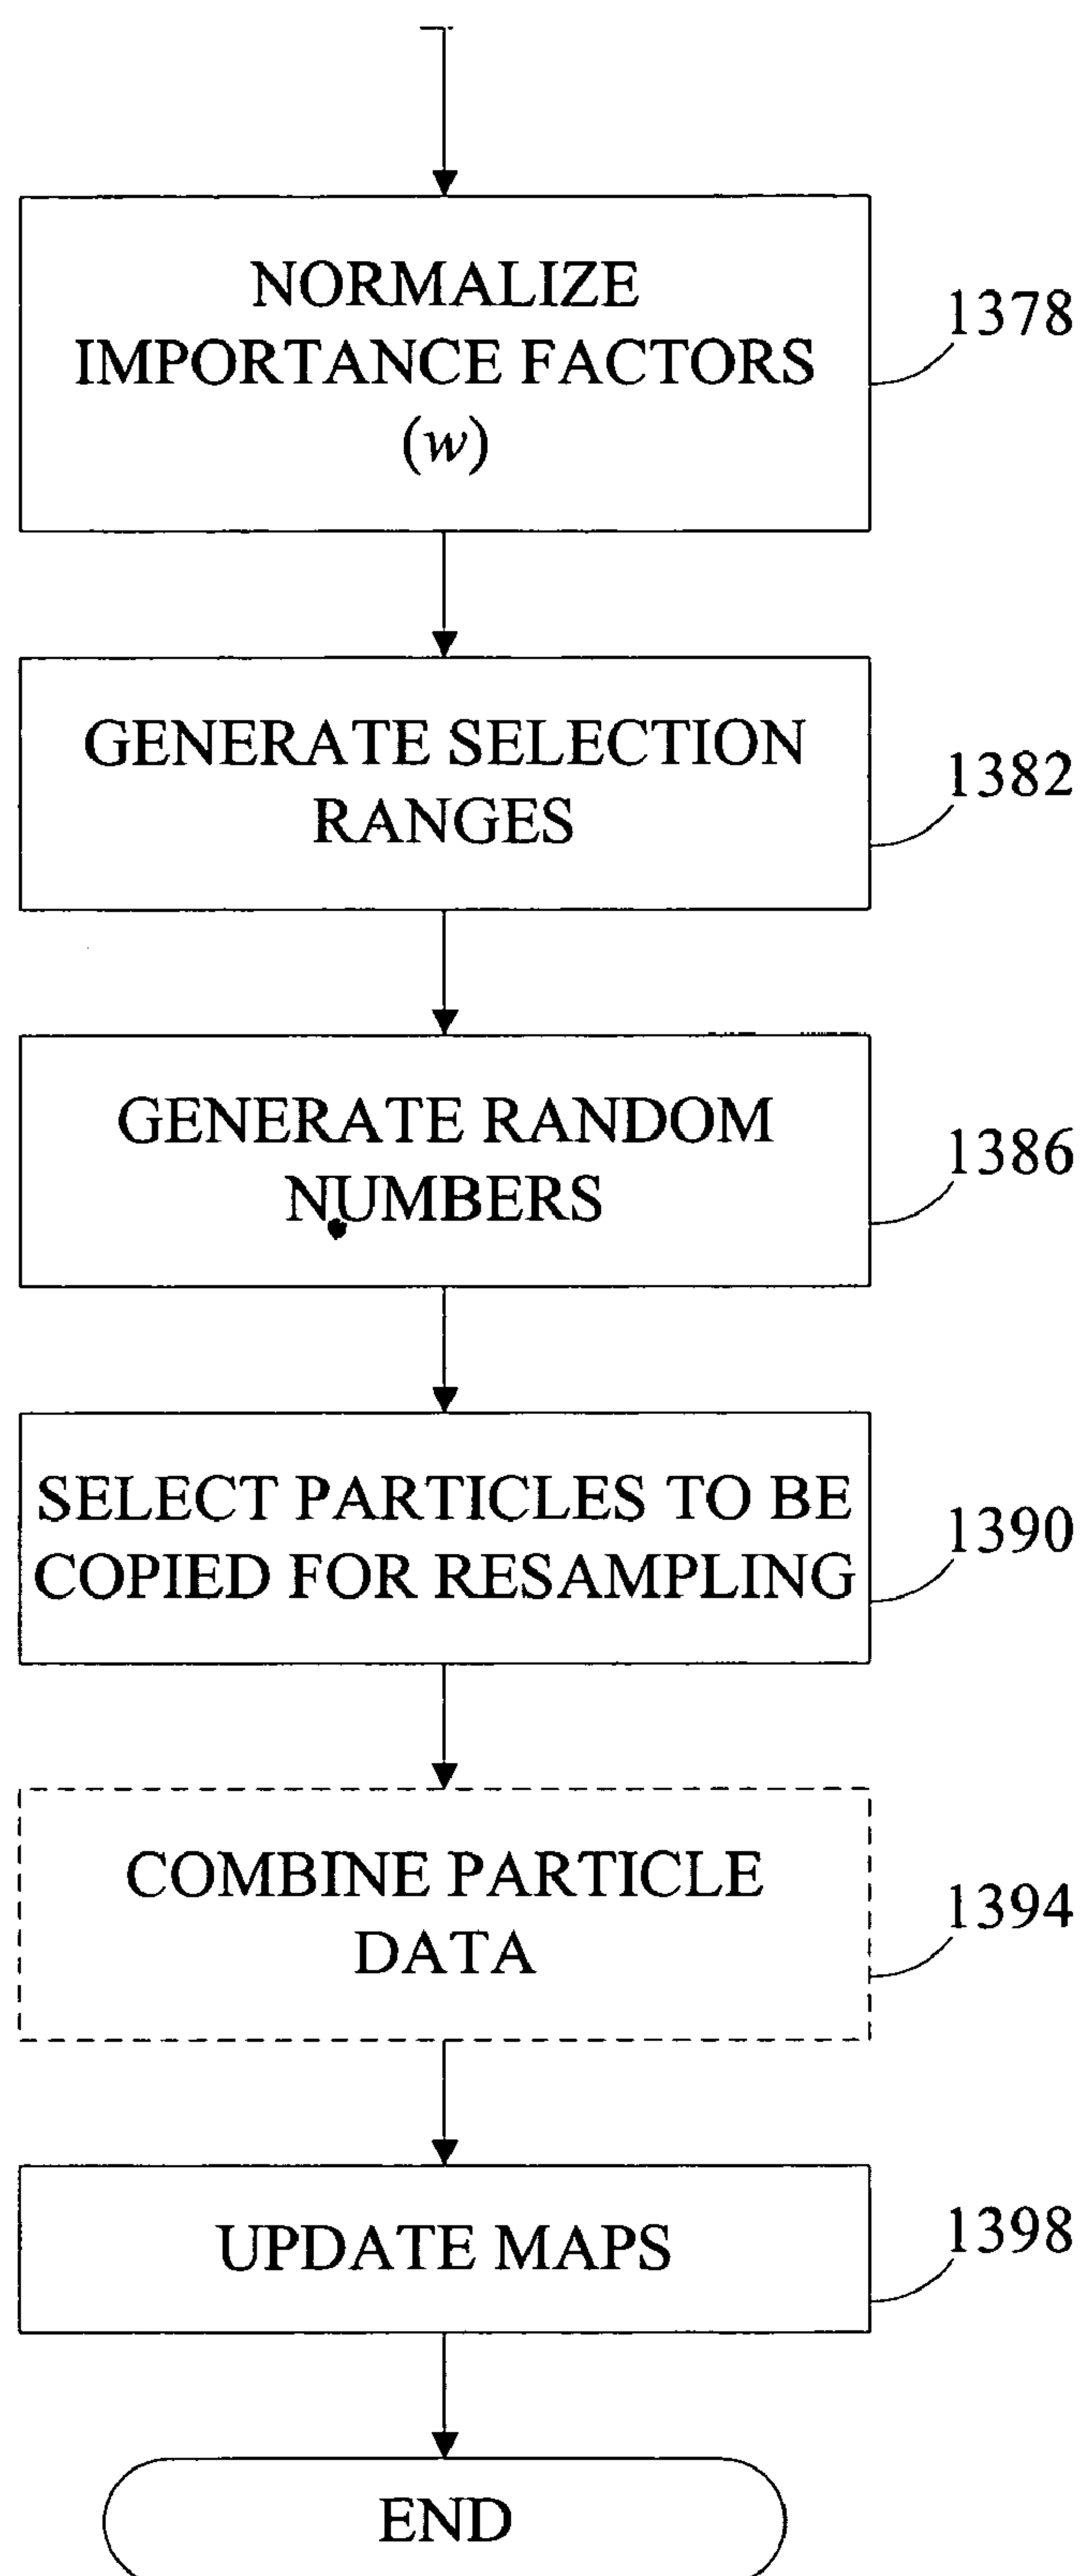 NORMALIZE
IMPORTANCE FACTORS
(w)
1378
GENERATE SELECTION
RANGES
1382
GENERATE RANDOM
NUMBERS
1386
SELECT PARTICLES TO BE
COPIED FOR RESAMPLING
1390
COMBINE PARTICLE
DATA
1394
UPDATE MAPS
1398
END